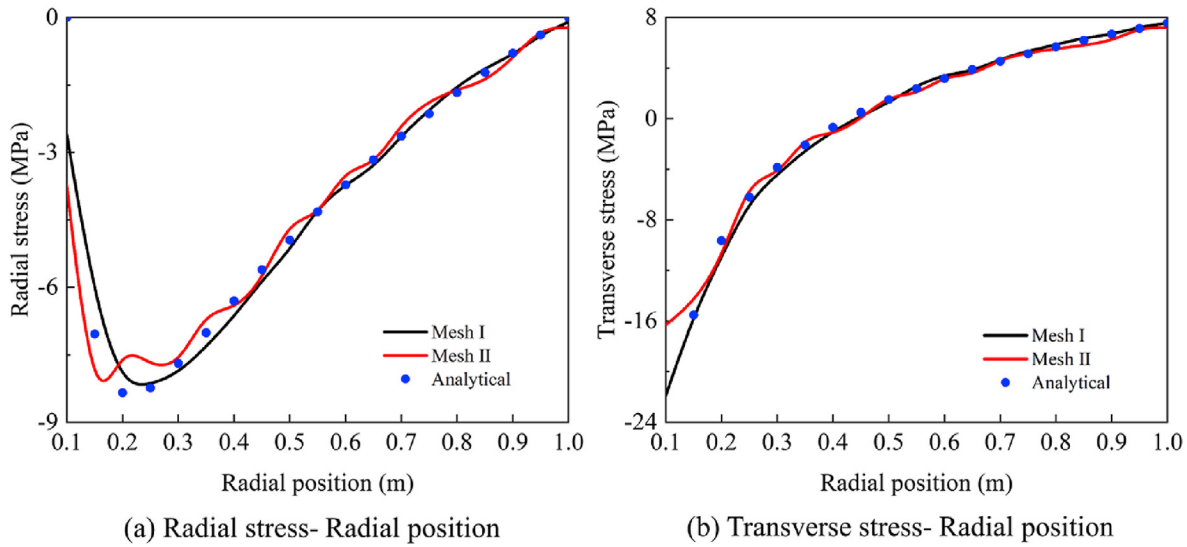 0
-3
-6
-9
Radial stress (MPa)
Mesh I
Mesh II
Analytical
0.1 0.2 0.3 0.4 0.5 0.6 0.7 0.8 0.9 1.0
Radial position (m)
(a) Radial stress- Radial position
8
0
-8
-16
-24
Transverse stress (MPa)
Mesh I
Mesh II
Analytical
0.1 0.2 0.3 0.4 0.5 0.6 0.7 0.8 0.9 1.0
Radial position (m)
(b) Transverse stress- Radial position